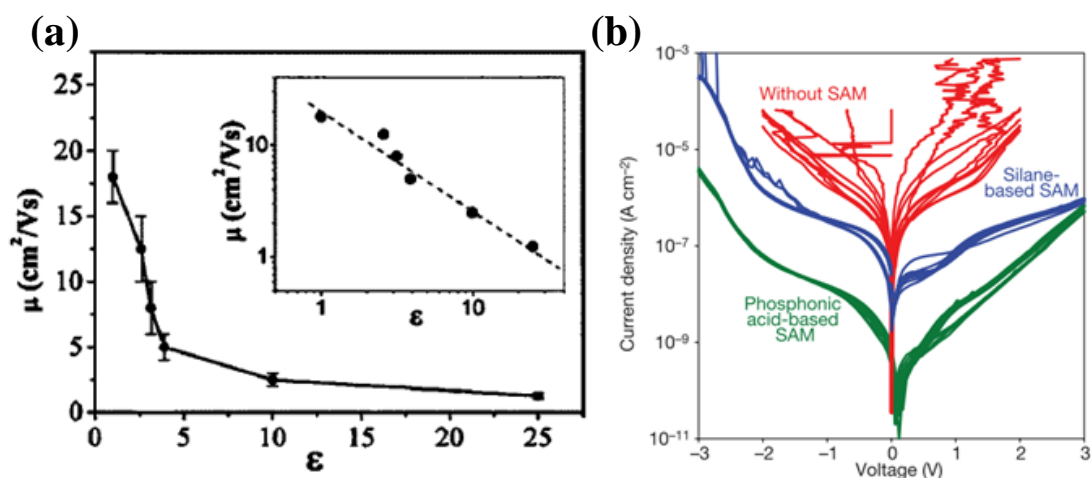 (a)
μ (cm²/Vs)
25
20
15
10
5
0
0
5
10
15
20
25
ε
μ (cm²/Vs)
10
1
1
10
ε
(b)
Current density (A cm⁻²)
10⁻³
10⁻⁵
10⁻⁷
10⁻⁹
10⁻¹¹
Without SAM
Silane-
based SAM
Phosphonic
acid-based
SAM
–3
–2
–1
0
1
2
3
Voltage (V)